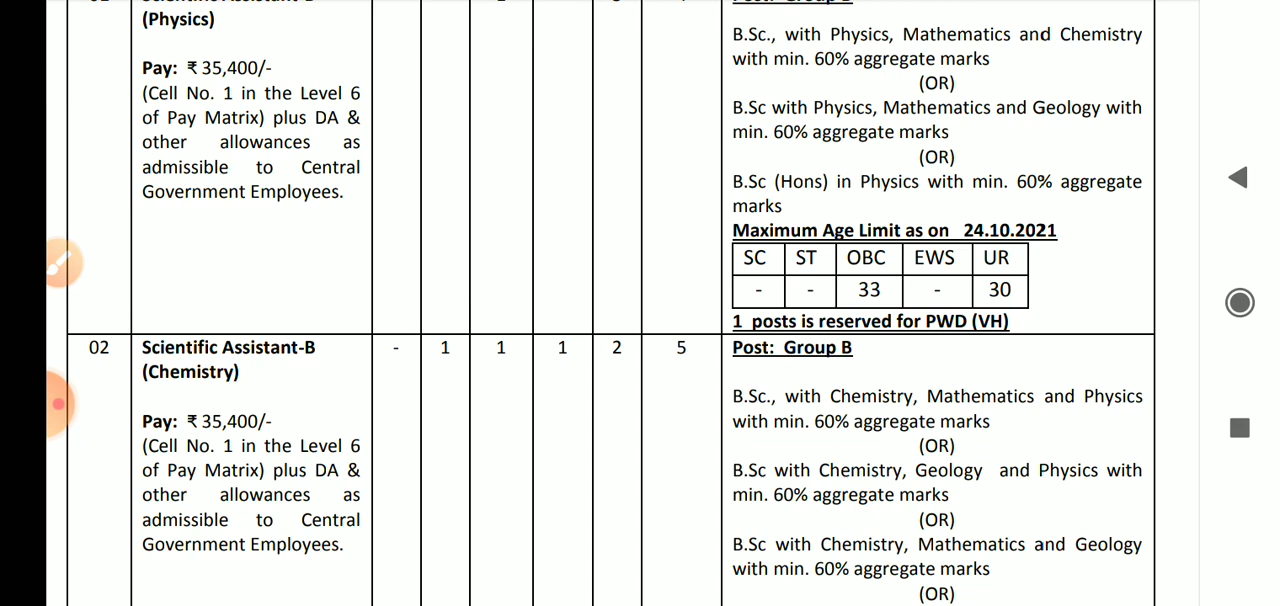 (Physics)
Pay: ₹ 35,400/-
(Cell No. 1 in the Level 6
of Pay Matrix) plus DA &
other allowances as
admissible to Central
Government Employees.
B.Sc., with Physics, Mathematics and Chemistry
with min. 60% aggregate marks
(OR)
B.Sc with Physics, Mathematics and Geology with
min. 60% aggregate marks
(OR)
B.Sc (Hons) in Physics with min. 60% aggregate
marks
Maximum Age Limit as on 24.10.2021
SC ST OBC EWS UR
- - 33 - 30
1 posts is reserved for PWD (VH)
02 Scientific Assistant-B - 1 1 1 2 5 Post: Group B
(Chemistry)
Pay: ₹ 35,400/-
(Cell No. 1 in the Level 6
of Pay Matrix) plus DA &
other allowances as
admissible to Central
Government Employees.
B.Sc., with Chemistry, Mathematics and Physics
with min. 60% aggregate marks
(OR)
B.Sc with Chemistry, Geology and Physics with
min. 60% aggregate marks
(OR)
B.Sc with Chemistry, Mathematics and Geology
with min. 60% aggregate marks
(OR)